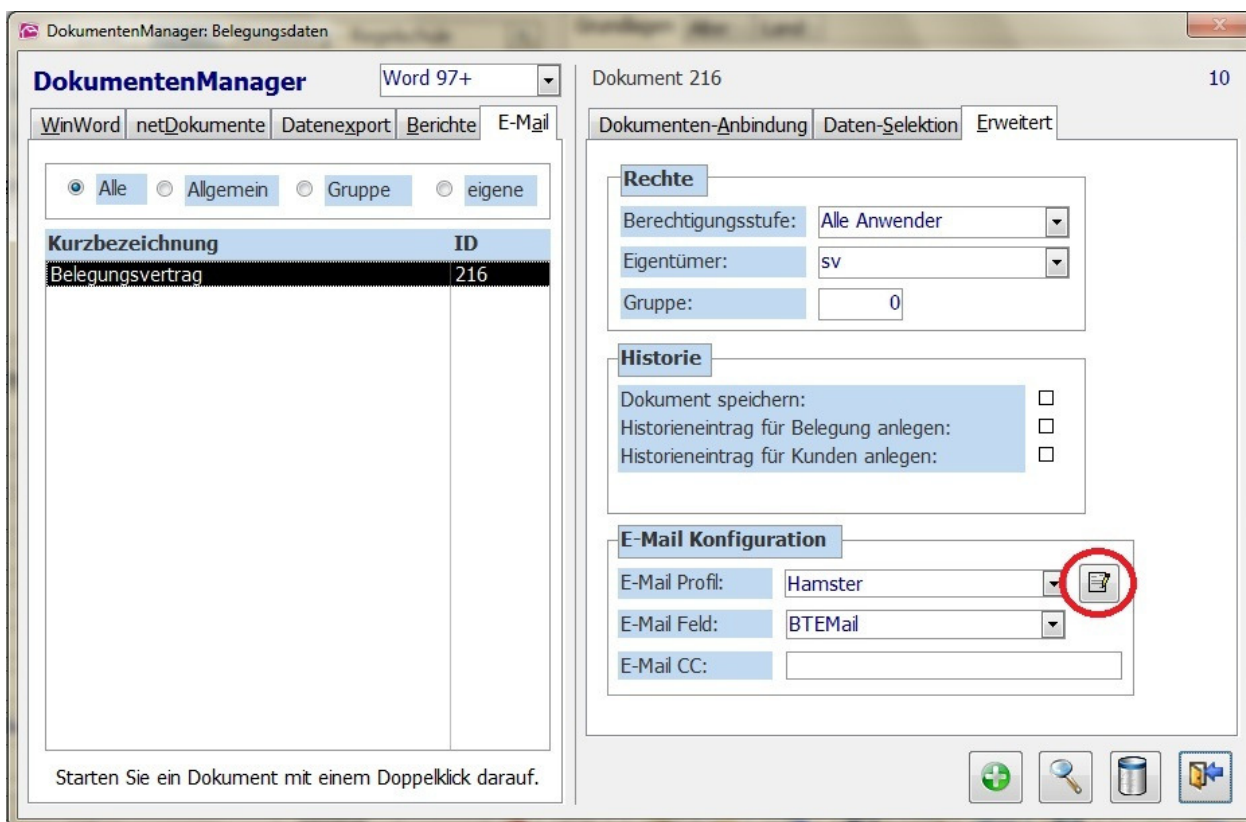 DokumentenManager: Belegungsdaten
DokumentenManager
Word 97+
WinWord netDokumente Datenexport Berichte E-Mail
Alle Allgemein Gruppe eigene
Kurzbezeichnung ID
Belegungsvertrag 216
Starten Sie ein Dokument mit einem Doppelklick darauf.
Dokument 216 10
Dokumenten-Anbindung Daten-Selektion Erweitert
Rechte
Berechtigungsstufe: Alle Anwender
Eigentümer: sv
Gruppe: 0
Historie
Dokument speichern:
Historieneintrag für Belegung anlegen:
Historieneintrag für Kunden anlegen:
E-Mail Konfiguration
E-Mail Profil: Hamster
E-Mail Feld: BTEMail
E-Mail CC: